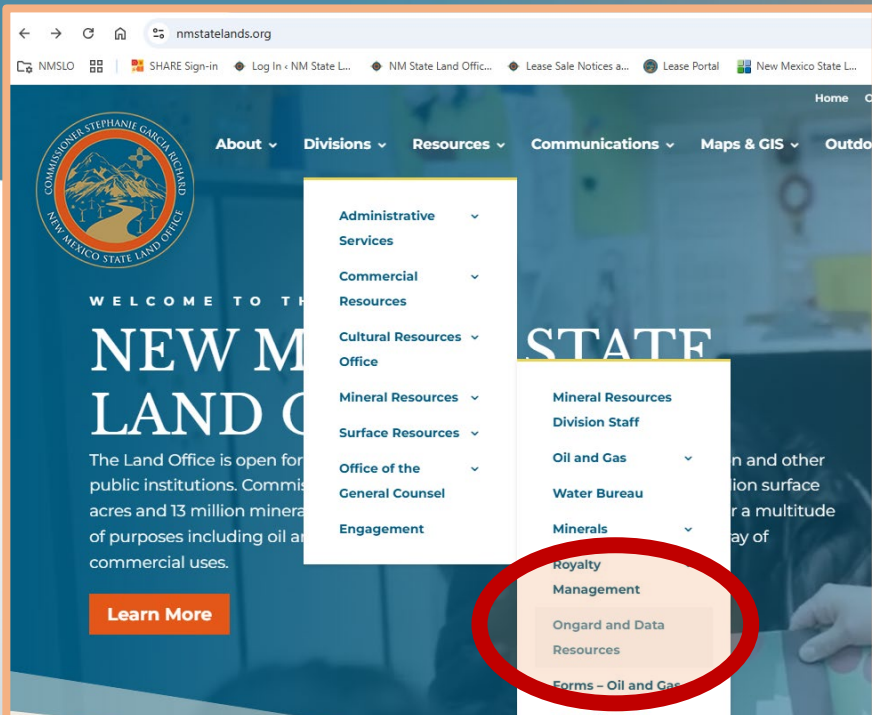 nmstatelands.org
NMSLO SHARE Sign-in Log In ‹ NM State L... NM State Land Offic... Lease Sale Notices a... Lease Portal New Mexico State L...
Home
COMMISSIONER STEPHANIE GARCIA RICHARD
NEW MEXICO STATE LAND OFFICE
About Divisions Resources Communications Maps & GIS Outdo
Administrative
Services
Commercial
Resources
Cultural Resources
Office
Mineral Resources
Surface Resources
Office of the
General Counsel
Engagement
Mineral Resources
Division Staff
Oil and Gas
Water Bureau
Minerals
Royalty
Management
Ongard and Data
Resources
Forms – Oil and Gas
WELCOME TO TH
NEW M STATE
LAND O
The Land Office is open for n and other
public institutions. Commis lion surface
acres and 13 million minera r a multitude
of purposes including oil an ay of
commercial uses.
Learn More